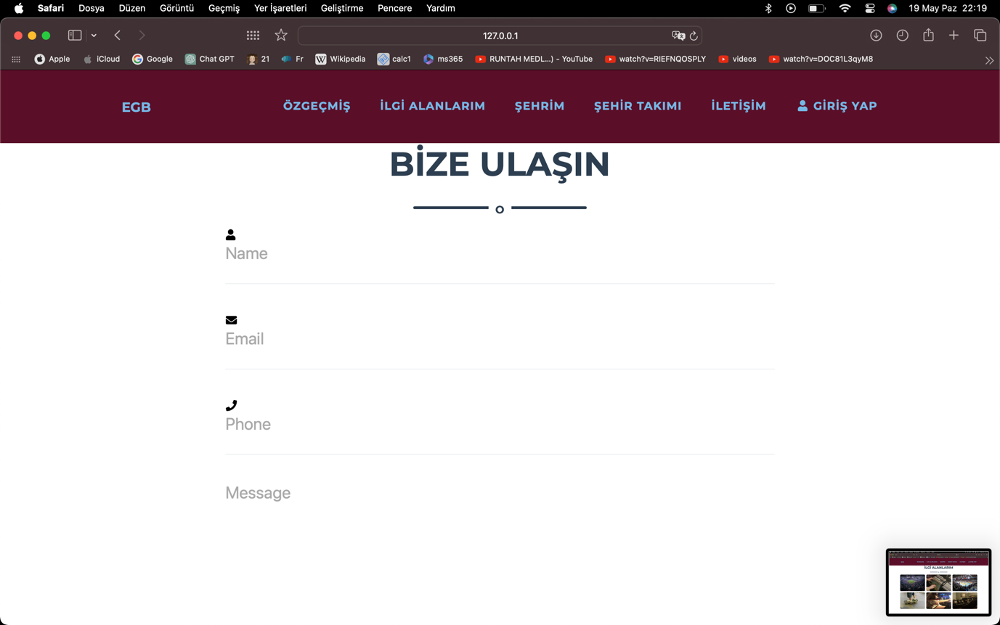 Safari Dosya Düzen Görüntü Geçmiş Yer İşaretleri Geliştirme Pencere Yardım 19 May Paz 22:19
127.0.0.1
Apple iCloud Google Chat GPT 21 Fr Wikipedia calc1 ms365 RUNTAH MEDL...) - YouTube watch?v=RIEFNQOSPLY videos watch?v=DOC81L3qyM8
EGB ÖZGEÇMİŞ İLGİ ALANLARIM ŞEHRİM ŞEHİR TAKIMI İLETİŞİM GİRİŞ YAP
BİZE ULAŞIN
Name
Email
Phone
Message
İLGİ ALANLARIM